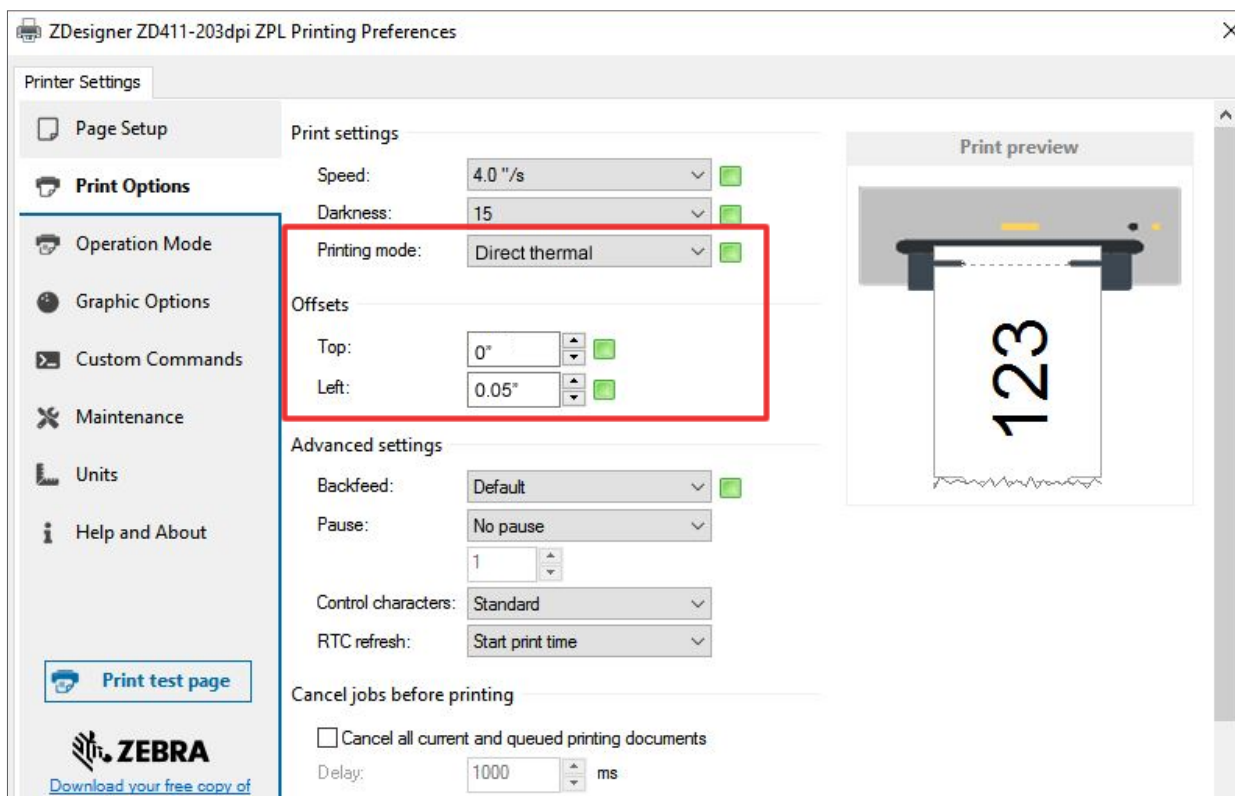 ZDesigner ZD411-203dpi ZPL Printing Preferences
Printer Settings
Page Setup
Print Options
Operation Mode
Graphic Options
Custom Commands
Maintenance
Units
Help and About
Print test page
ZEBRA
Download your free copy of
Print settings
Speed: 4.0 "/s
Darkness: 15
Printing mode: Direct thermal
Offsets
Top: 0"
Left: 0.05"
Advanced settings
Backfeed: Default
Pause: No pause
1
Control characters: Standard
RTC refresh: Start print time
Cancel jobs before printing
Cancel all current and queued printing documents
Delay: 1000 ms
Print preview
123